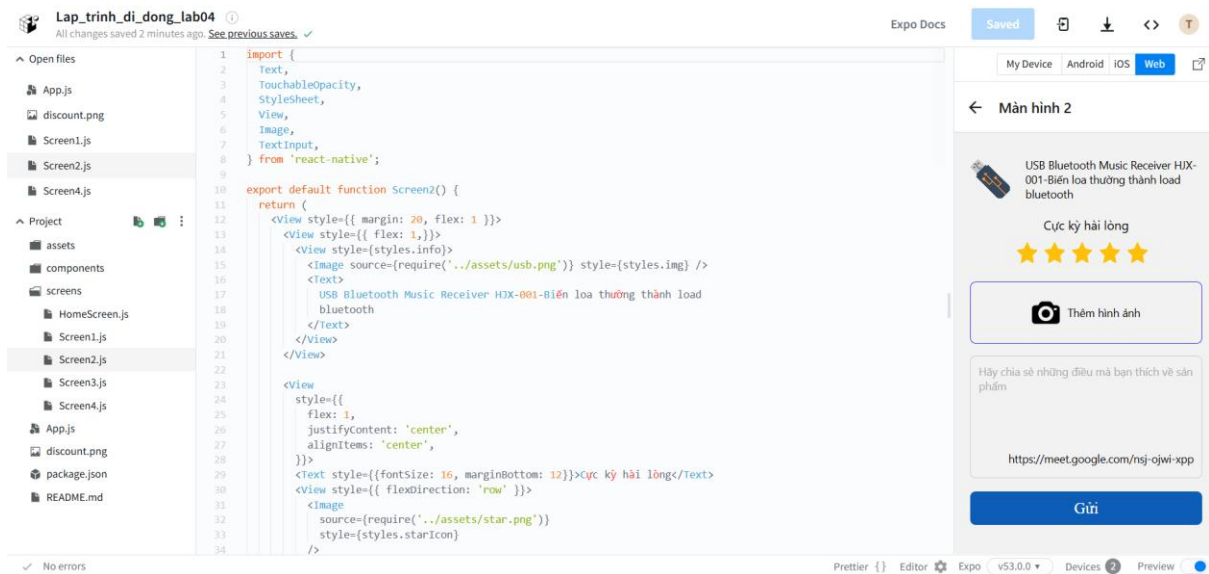 Lap_trinh_di_dong_lab04
All changes saved 2 minutes ago. See previous saves.
Expo Docs
Saved
T
Open files
App.js
discount.png
Screen1.js
Screen2.js
Screen4.js
Project
assets
components
screens
HomeScreen.js
Screen1.js
Screen2.js
Screen3.js
Screen4.js
App.js
discount.png
package.json
README.md
1 import {
2 Text,
3 TouchableOpacity,
4 StyleSheet,
5 View,
6 Image,
7 TextInput,
8 } from 'react-native';
9
10 export default function Screen2() {
11 return (
12 <View style={{ margin: 20, flex: 1 }}>
13 <View style={{ flex: 1,}}>
14 <View style={styles.info}>
15 <Image source={require('../assets/usb.png')} style={styles.img} />
16 <Text>
17 USB Bluetooth Music Receiver HJX-001-Biến loa thường thành load
18 bluetooth
19 </Text>
20 </View>
21 </View>
22
23 <View
24 style={{
25 flex: 1,
26 justifyContent: 'center',
27 alignItems: 'center',
28 }}>
29 <Text style={{fontSize: 16, marginBottom: 12}}>Cực kỳ hài lòng</Text>
30 <View style={{ flexDirection: 'row' }}>
31 <Image
32 source={require('../assets/star.png')}
33 style={styles.starIcon}
34 />
My Device Android iOS Web
Màn hình 2
USB Bluetooth Music Receiver HJX-
001-Biến loa thường thành load
bluetooth
Cực kỳ hài lòng
Thêm hình ảnh
Hãy chia sẻ những điều mà bạn thích về sản
phẩm
https://meet.google.com/nsj-ojwi-xpp
Gửi
No errors
Prettier {} Editor Expo v53.0.0 Devices 2 Preview